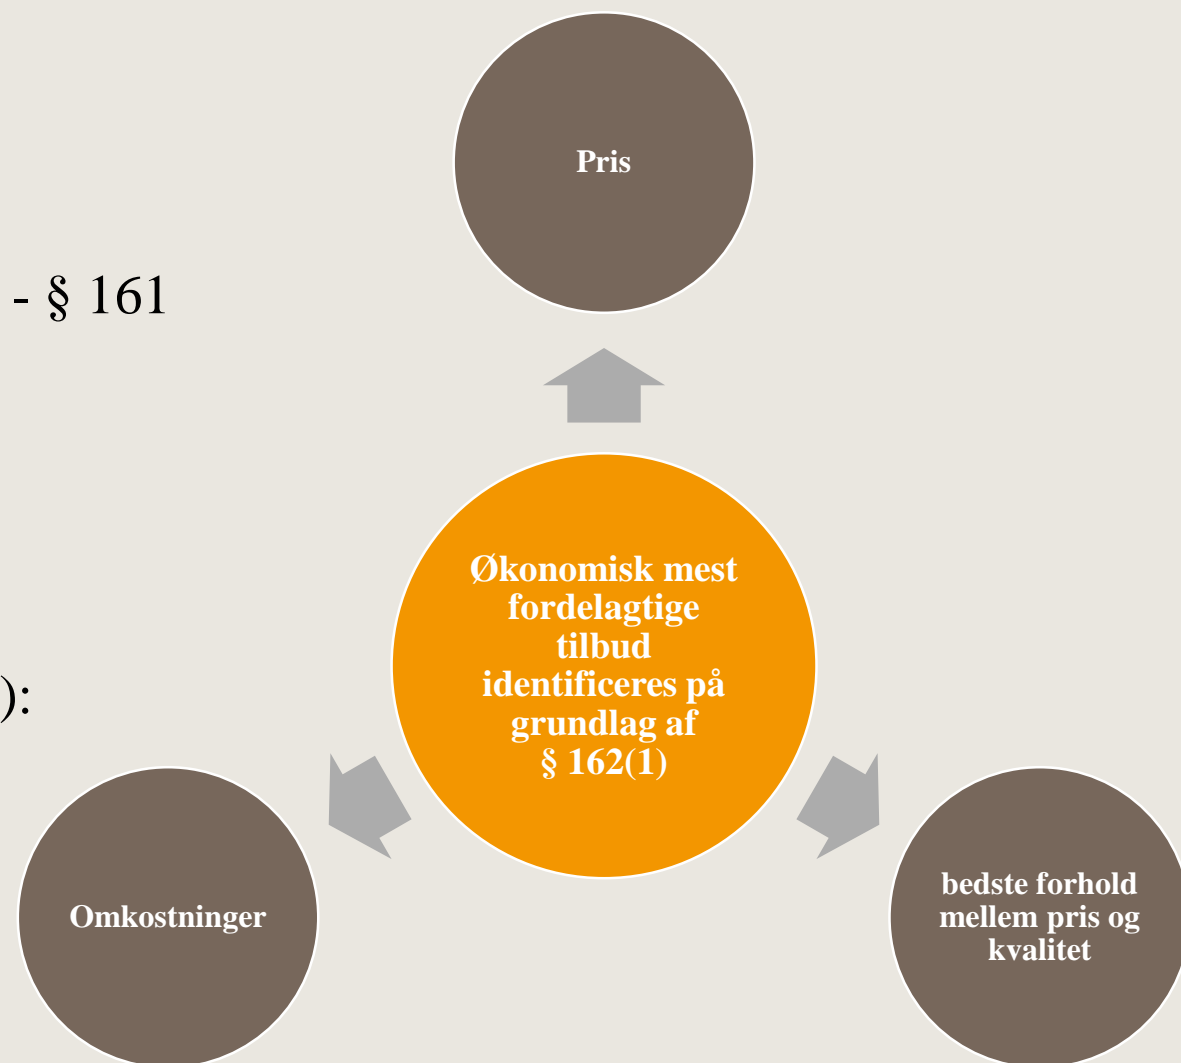 Pris
- § 161
Økonomisk mest
fordelagtige
tilbud
identificeres på
grundlag af
§ 162(1)
):
Omkostninger
bedste forhold
mellem pris og
kvalitet